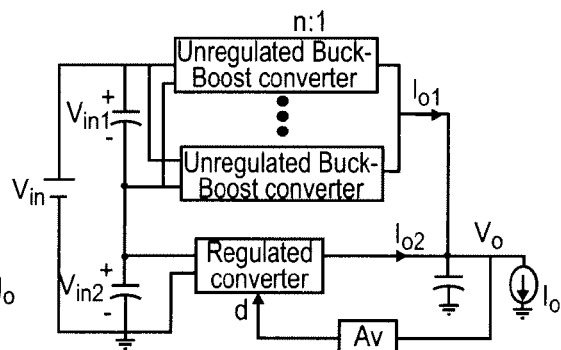 n:1
Unregulated Buck-
Boost converter
+
Vin1
-
Io1
Unregulated Buck-
Boost converter
Vin
Regulated
converter
Io2
Vo
+
Vin2
-
d
Av
Io